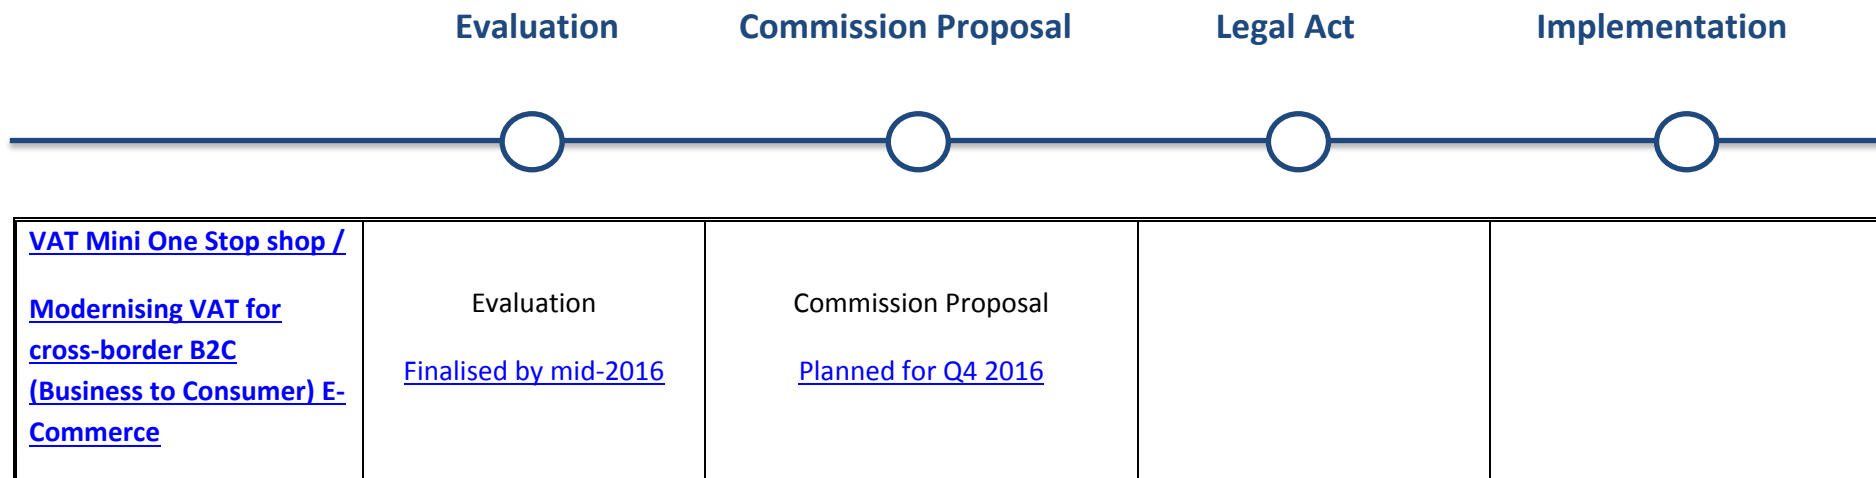 Evaluation Commission Proposal Legal Act Implementation
VAT Mini One Stop shop /
Modernising VAT for
cross-border B2C
(Business to Consumer) E-
Commerce
Evaluation
Finalised by mid-2016
Commission Proposal
Planned for Q4 2016